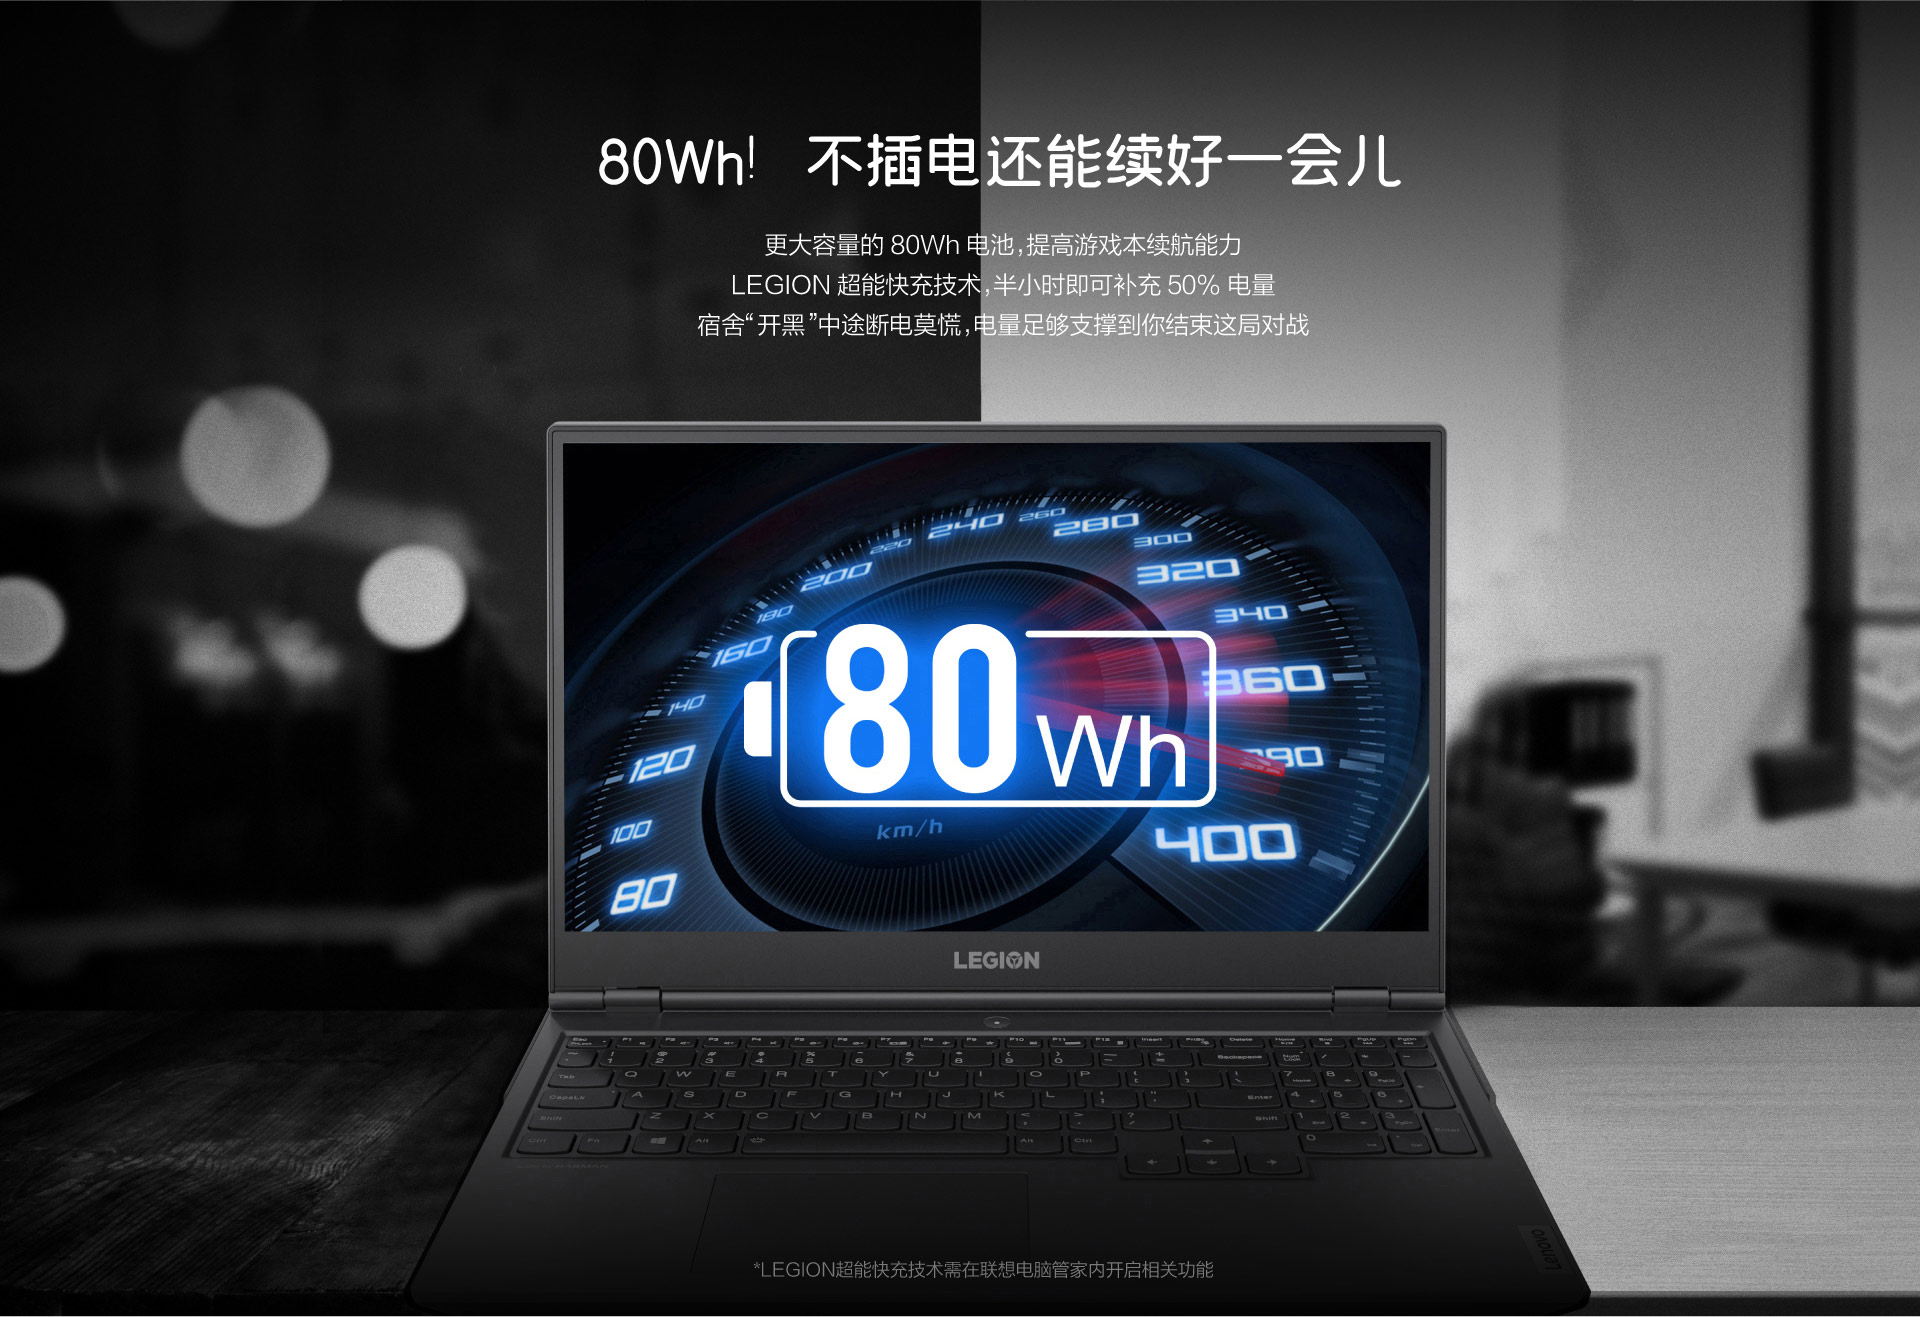 80Wh! 不插电还能续好一会儿
更大容量的 80Wh 电池,提高游戏本续航能力
LEGION 超能快充技术,半小时即可补充 50% 电量
宿舍“开黑”中途断电莫慌,电量足够支撑到你结束这局对战
240 260 280
220 300
200 320
180 340
160 360
140
120
100
80 400
80Wh
km/h
LEGION
Q W E R T Y U I O P
A S D F G H J K L
Z X C V B N M
Lenovo
*LEGION超能快充技术需在联想电脑管家内开启相关功能